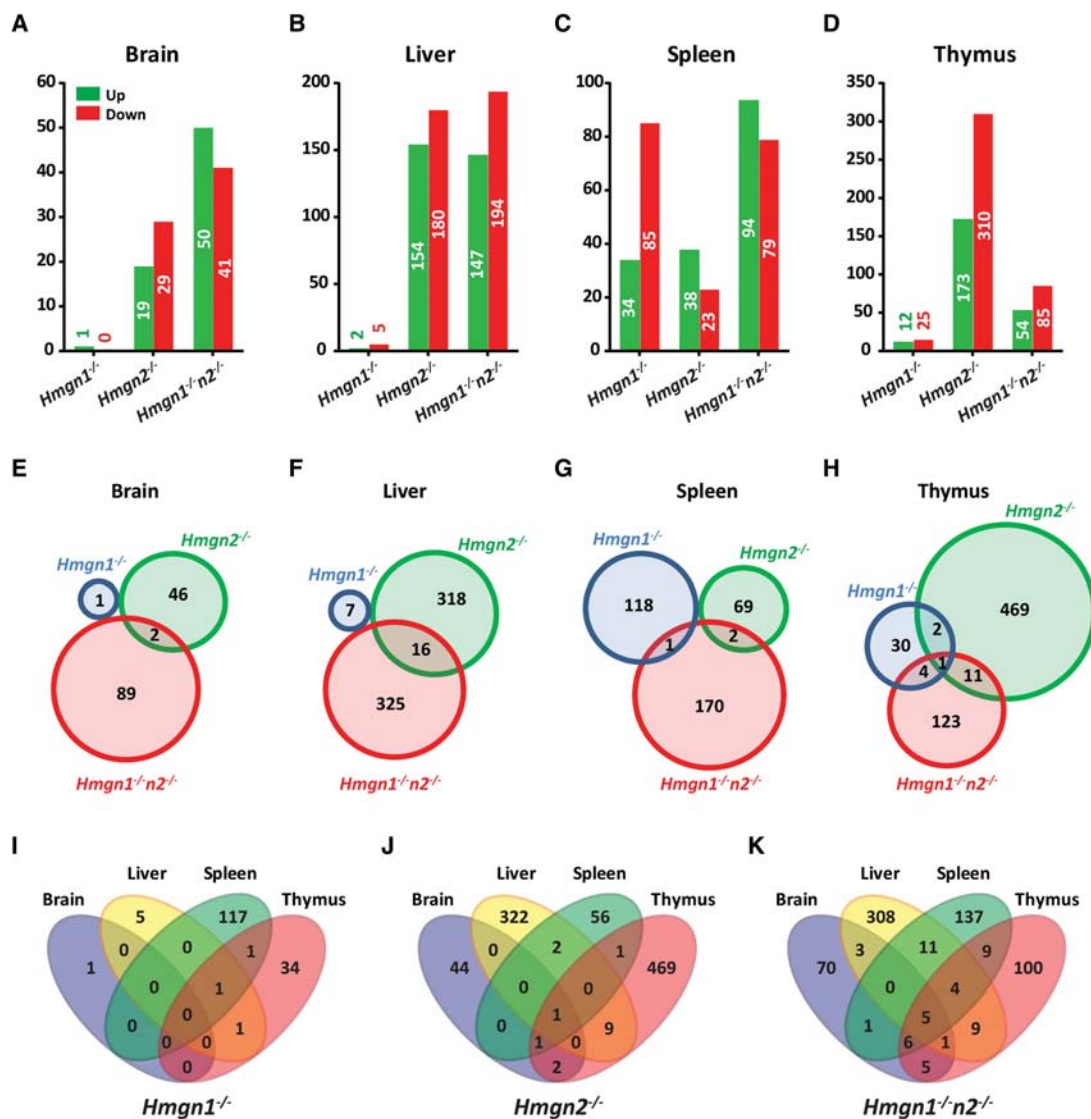 A
Brain
60
50
40
30
20
10
0
Up
Down
1
0
19
29
50
41
Hmgn1-/-
Hmgn2-/-
Hmgn1-/-n2-/-
B
Liver
200
150
100
50
0
2
5
154
180
147
194
Hmgn1-/-
Hmgn2-/-
Hmgn1-/-n2-/-
C
Spleen
100
80
60
40
20
0
34
85
38
23
94
79
Hmgn1-/-
Hmgn2-/-
Hmgn1-/-n2-/-
D
Thymus
350
300
250
200
150
100
50
0
12
25
173
310
54
85
Hmgn1-/-
Hmgn2-/-
Hmgn1-/-n2-/-
E
Brain
Hmgn1-/-
Hmgn2-/-
1
46
2
89
Hmgn1-/-n2-/-
F
Liver
Hmgn1-/-
Hmgn2-/-
7
318
16
325
Hmgn1-/-n2-/-
G
Spleen
Hmgn1-/-
Hmgn2-/-
118
69
1
2
170
Hmgn1-/-n2-/-
H
Thymus
Hmgn2-/-
Hmgn1-/-
469
30
2
4
1
11
123
Hmgn1-/-n2-/-
I
Liver
Spleen
Brain
Thymus
5
117
0
0
1
1
34
0
1
0
0
1
0
0
0
Hmgn1-/-
J
Liver
Spleen
Brain
Thymus
322
56
0
2
1
44
469
0
0
1
0
9
1
0
2
Hmgn2-/-
K
Liver
Spleen
Brain
Thymus
308
137
3
11
9
70
100
0
4
5
1
9
6
1
5
Hmgn1-/-n2-/-